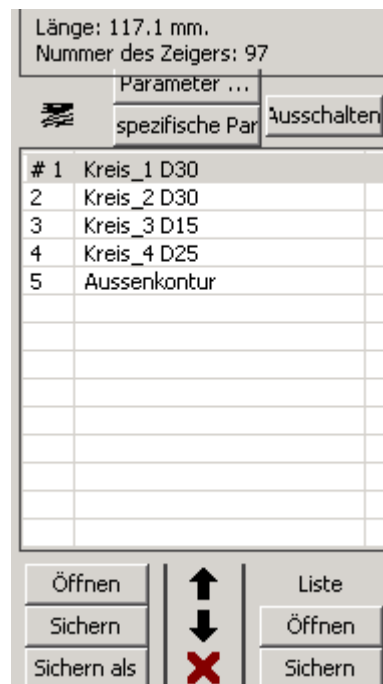 Länge: 117.1 mm.
Nummer des Zeigers: 97
Parameter ...
spezifische Par
Ausschalten
# 1 Kreis_1 D30
2 Kreis_2 D30
3 Kreis_3 D15
4 Kreis_4 D25
5 Aussenkontur
Öffnen
Liste
Sichern
Öffnen
Sichern als
Sichern